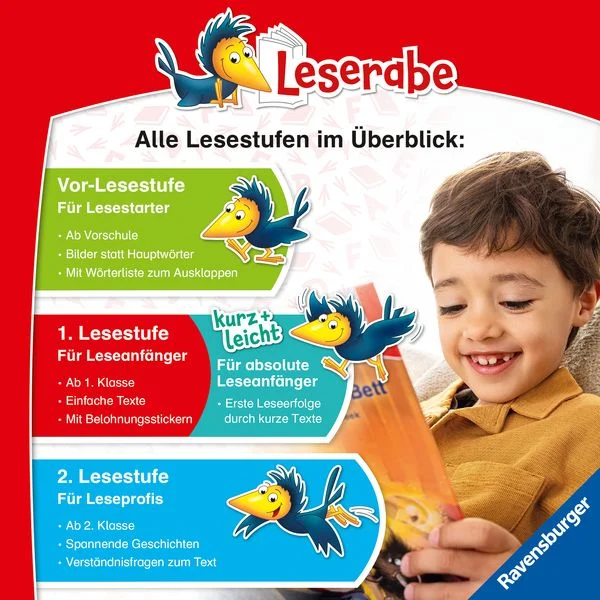 Leserabe
Alle Lesestufen im Überblick:
Vor-Lesestufe
Für Lesestarter
• Ab Vorschule
• Bilder statt Hauptwörter
• Mit Wörterliste zum Ausklappen
1. Lesestufe
Für Leseanfänger
• Ab 1. Klasse
• Einfache Texte
• Mit Belohnungsstickern
kurz +
leicht
Für absolute
Leseanfänger
• Erste Leseerfolge
durch kurze Texte
2. Lesestufe
Für Leseprofis
• Ab 2. Klasse
• Spannende Geschichten
• Verständnisfragen zum Text
Bett
Ravensburger